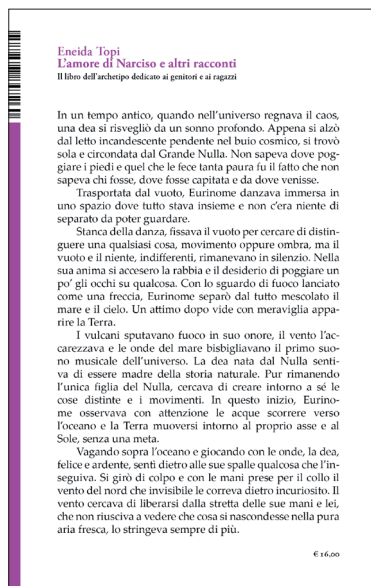 Eneida Topi
L'amore di Narciso e altri racconti
Il libro dell'archetipo dedicato ai genitori e ai ragazzi
In un tempo antico, quando nell'universo regnava il caos,
una dea si risvegliò da un sonno profondo. Appena si alzò
dal letto incandescente pendente nel buio cosmico, si trovò
sola e circondata dal Grande Nulla. Non sapeva dove pog-
giare i piedi e quel che le fece tanta paura fu il fatto che non
sapeva chi fosse, dove fosse capitata e da dove venisse.
Trasportata dal vuoto, Eurinome danzava immersa in
uno spazio dove tutto stava insieme e non c'era niente di
separato da poter guardare.
Stanca della danza, fissava il vuoto per cercare di distin-
guere una qualsiasi cosa, movimento oppure ombra, ma il
vuoto e il niente, indifferenti, rimanevano in silenzio. Nella
sua anima si accesero la rabbia e il desiderio di poggiare un
po' gli occhi su qualcosa. Con lo sguardo di fuoco lanciato
come una freccia, Eurinome separò dal tutto mescolato il
mare e il cielo. Un attimo dopo vide con meraviglia appa-
rire la Terra.
I vulcani sputavano fuoco in suo onore, il vento l'ac-
carezzava e le onde del mare bisbigliavano il primo suo-
no musicale dell'universo. La dea nata dal Nulla senti-
va di essere madre della storia naturale. Pur rimanendo
l'unica figlia del Nulla, cercava di creare intorno a sé le
cose distinte e i movimenti. In questo inizio, Eurino-
me osservava con attenzione le acque scorrere verso
l'oceano e la Terra muoversi intorno al proprio asse e al
Sole, senza una meta.
Vagando sopra l'oceano e giocando con le onde, la dea,
felice e ardente, sentì dietro alle sue spalle qualcosa che l'in-
seguiva. Si girò di colpo e con le mani prese per il collo il
vento del nord che invisibile le correva dietro incuriosito. Il
vento cercava di liberarsi dalla stretta delle sue mani e lei,
che non riusciva a vedere che cosa si nascondesse nella pura
aria fresca, lo stringeva sempre di più.
€ 16,00